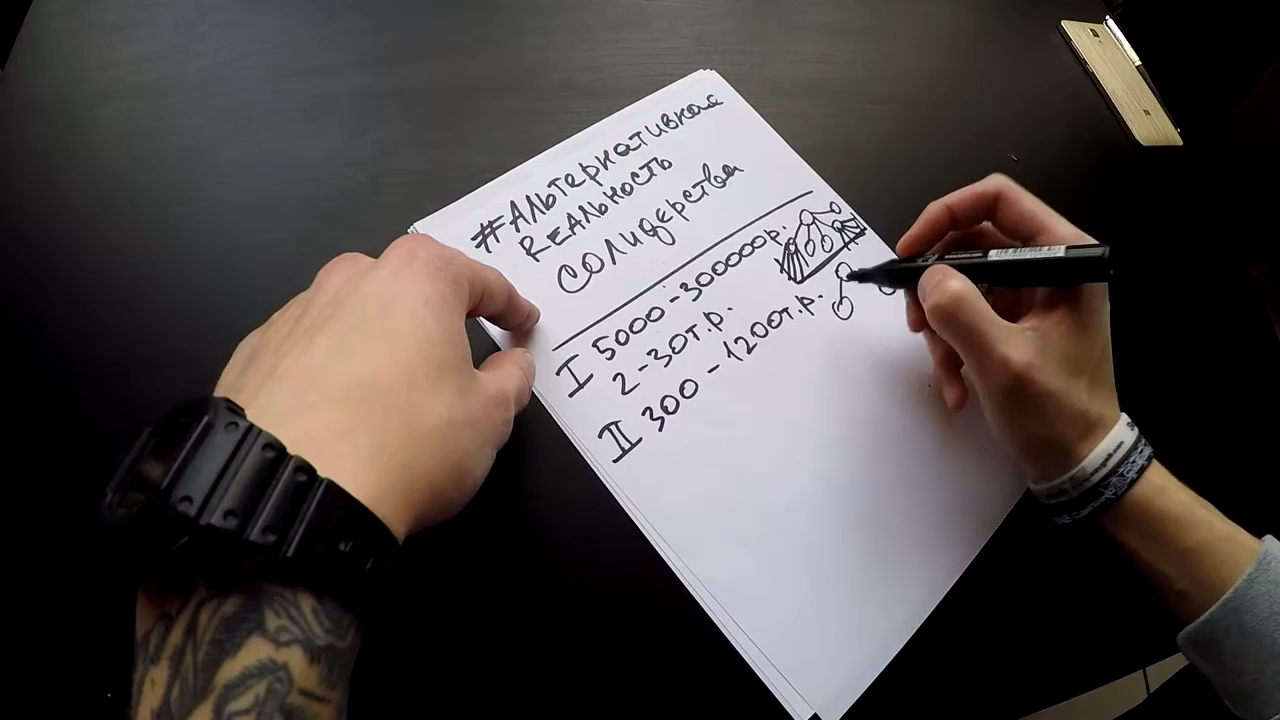 #Альтернативная
Реальность
солидерства
I 5000-300000р.
2-30т.р.
II 300-1200т.р.